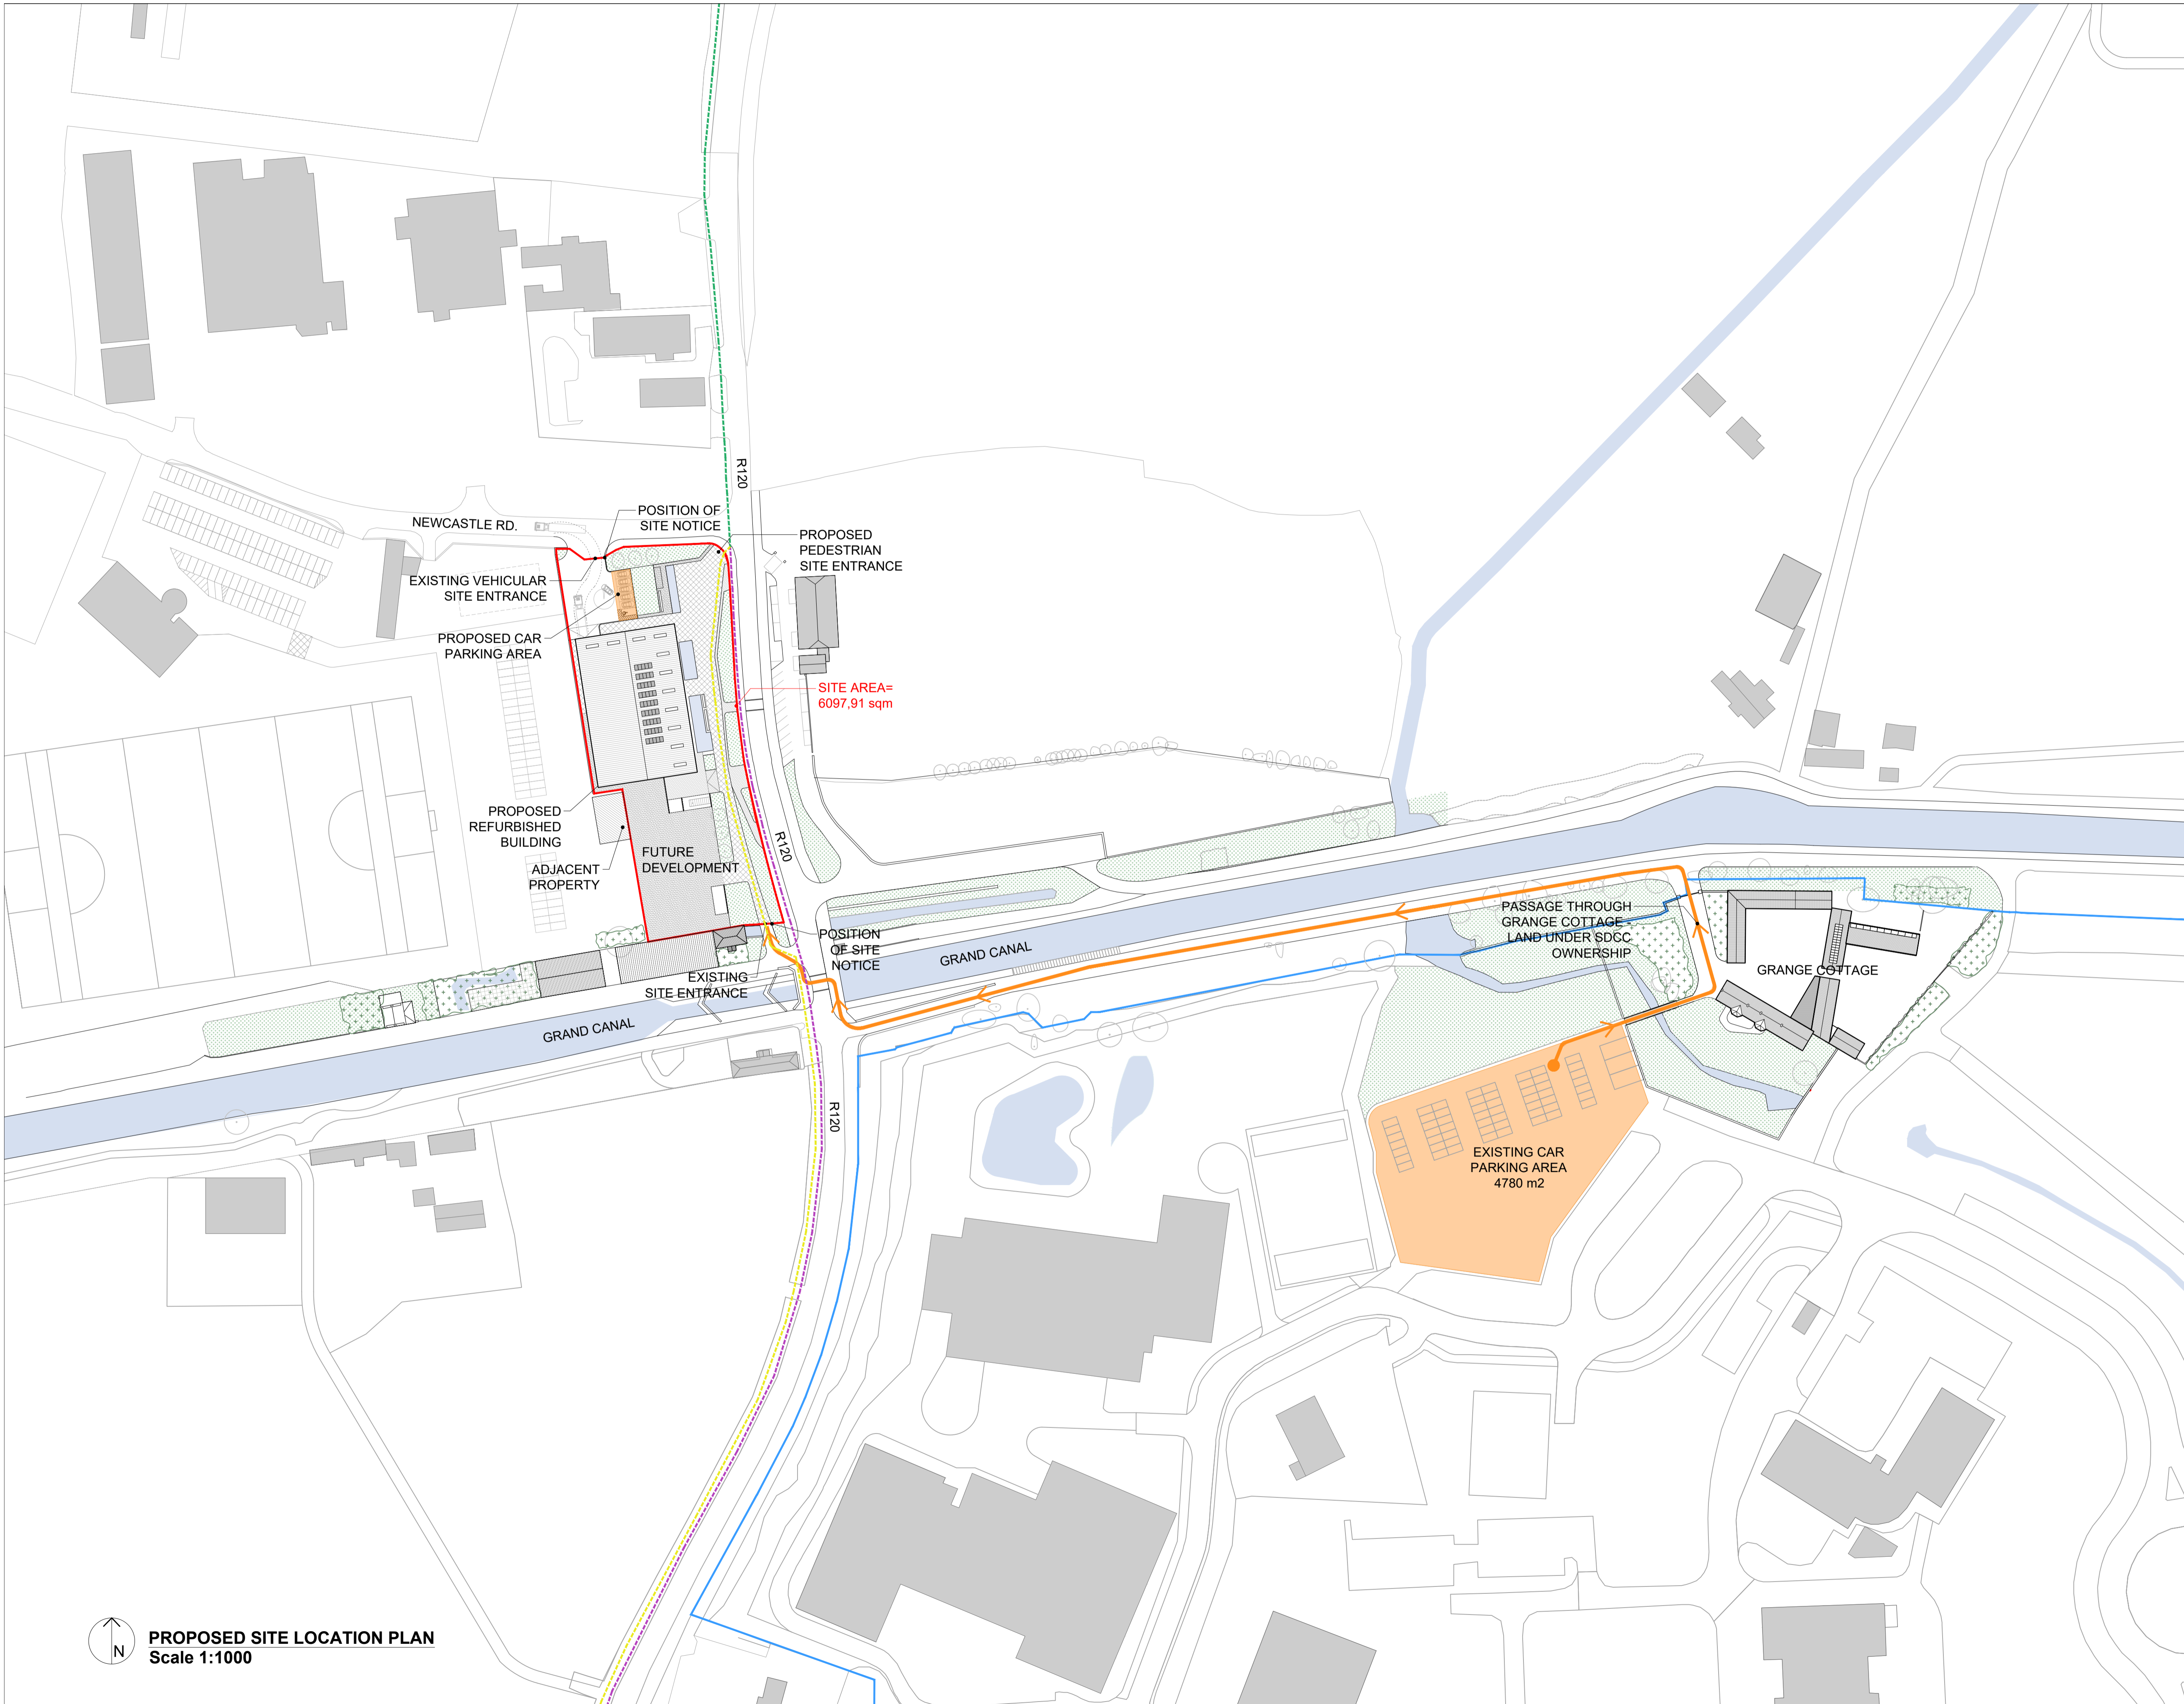 R120
NEWCASTLE RD.
POSITION OF
SITE NOTICE
PROPOSED
PEDESTRIAN
SITE ENTRANCE
EXISTING VEHICULAR
SITE ENTRANCE
PROPOSED CAR
PARKING AREA
SITE AREA=
6097,91 sqm
PROPOSED
REFURBISHED
BUILDING
R120
FUTURE
DEVELOPMENT
ADJACENT
PROPERTY
POSITION
OF SITE
NOTICE
EXISTING
SITE ENTRANCE
GRAND CANAL
GRAND CANAL
PASSAGE THROUGH
GRANGE COTTAGE -
LAND UNDER SDCC
OWNERSHIP
GRANGE COTTAGE
R120
EXISTING CAR
PARKING AREA
4780 m2
N
PROPOSED SITE LOCATION PLAN
Scale 1:1000